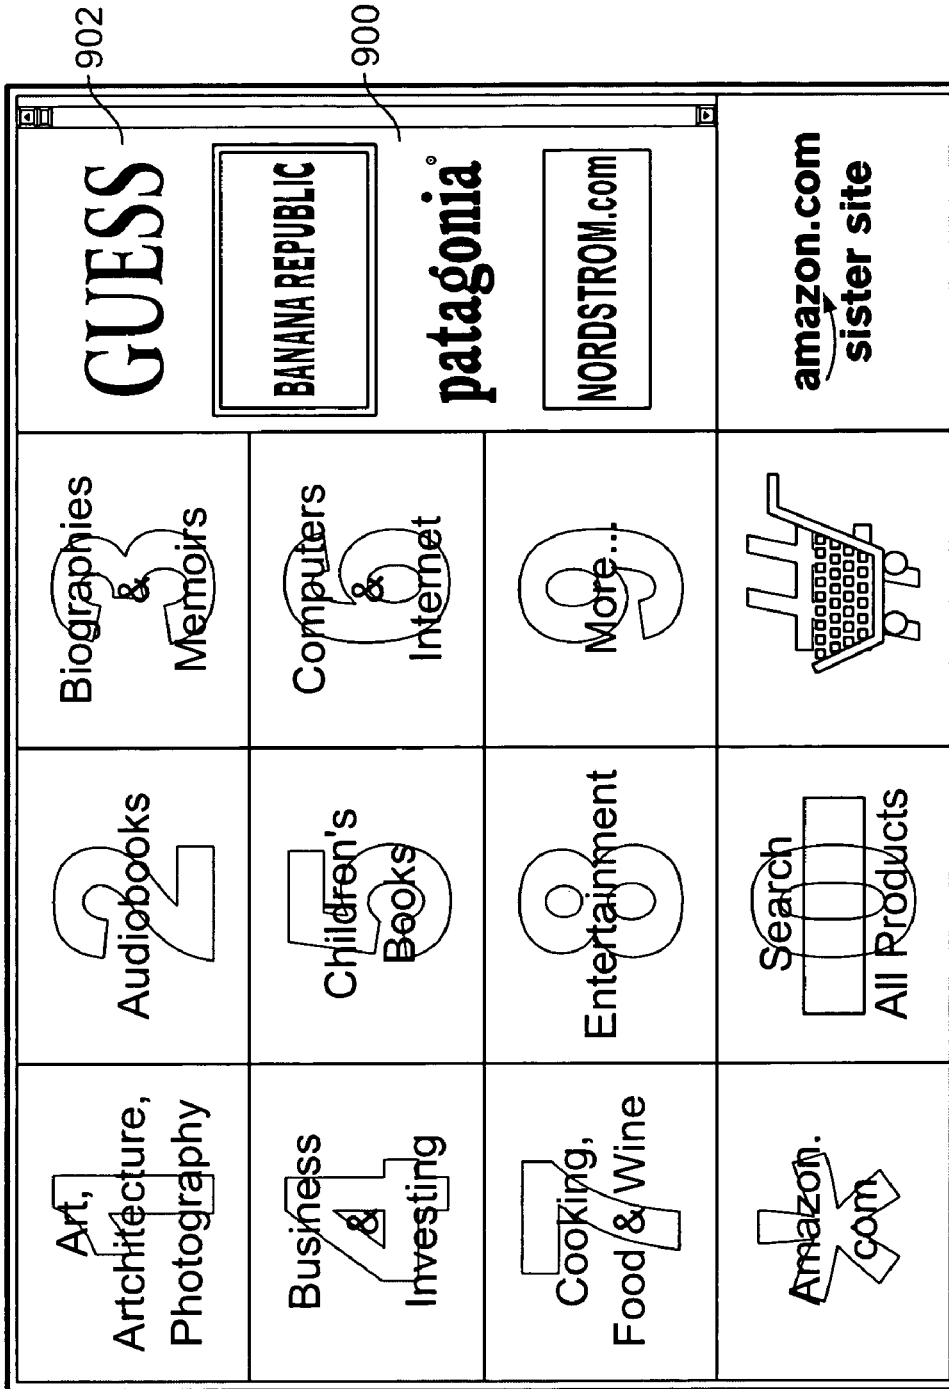 1
Art,
Artchitecture,
Photography
2
Audiobooks
3
Biographies
&
Memoirs
GUESS
902
BANANA REPUBLIC
900
4
Business
&
Investing
5
Children's
Books
6
Computers
&
Internet
patagonia
NORDSTROM.com
7
Cooking,
Food & Wine
8
Entertainment
9
More...
*
Amazon.
com
0
Search
All Products
#
amazon.com
sister site